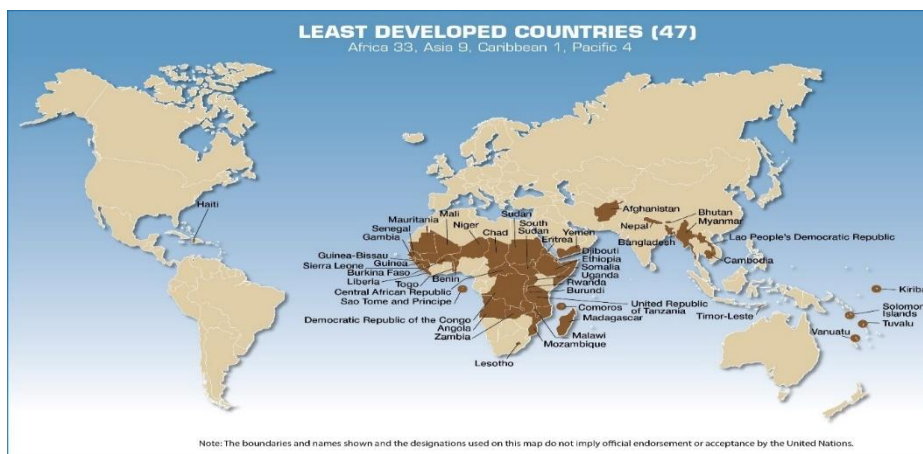 LEAST DEVELOPED COUNTRIES (47)
Africa 33, Asia 9, Caribbean 1, Pacific 4
Haiti
Mauritania
Mali
Niger
Chad
Sudan
South
Sudan
Eritrea
Yemen
Senegal
Gambia
Guinea-Bissau
Guinea
Sierra Leone
Burkina Faso
Liberia
Togo
Benin
Central African Republic
Sao Tome and Principe
Democratic Republic of the Congo
Angola
Zambia
Lesotho
Djibouti
Ethiopia
Somalia
Uganda
Rwanda
Burundi
United Republic
of Tanzania
Comoros
Madagascar
Malawi
Mozambique
Afghanistan
Nepal
Bangladesh
Bhutan
Myanmar
Lao People's Democratic Republic
Cambodia
Timor-Leste
Kiriba
Solomon
Islands
Tuvalu
Vanuatu
Note: The boundaries and names shown and the designations used on this map do not imply official endorsement or acceptance by the United Nations.